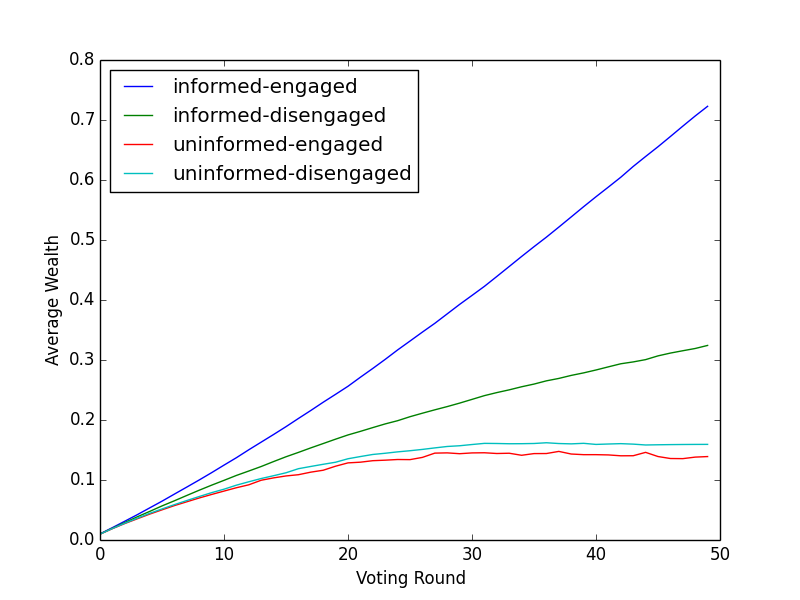 0.8
0.7
0.6
0.5
0.4
0.3
0.2
0.1
0.0
Average Wealth
informed-engaged
informed-disengaged
uninformed-engaged
uninformed-disengaged
0 10 20 30 40 50
Voting Round